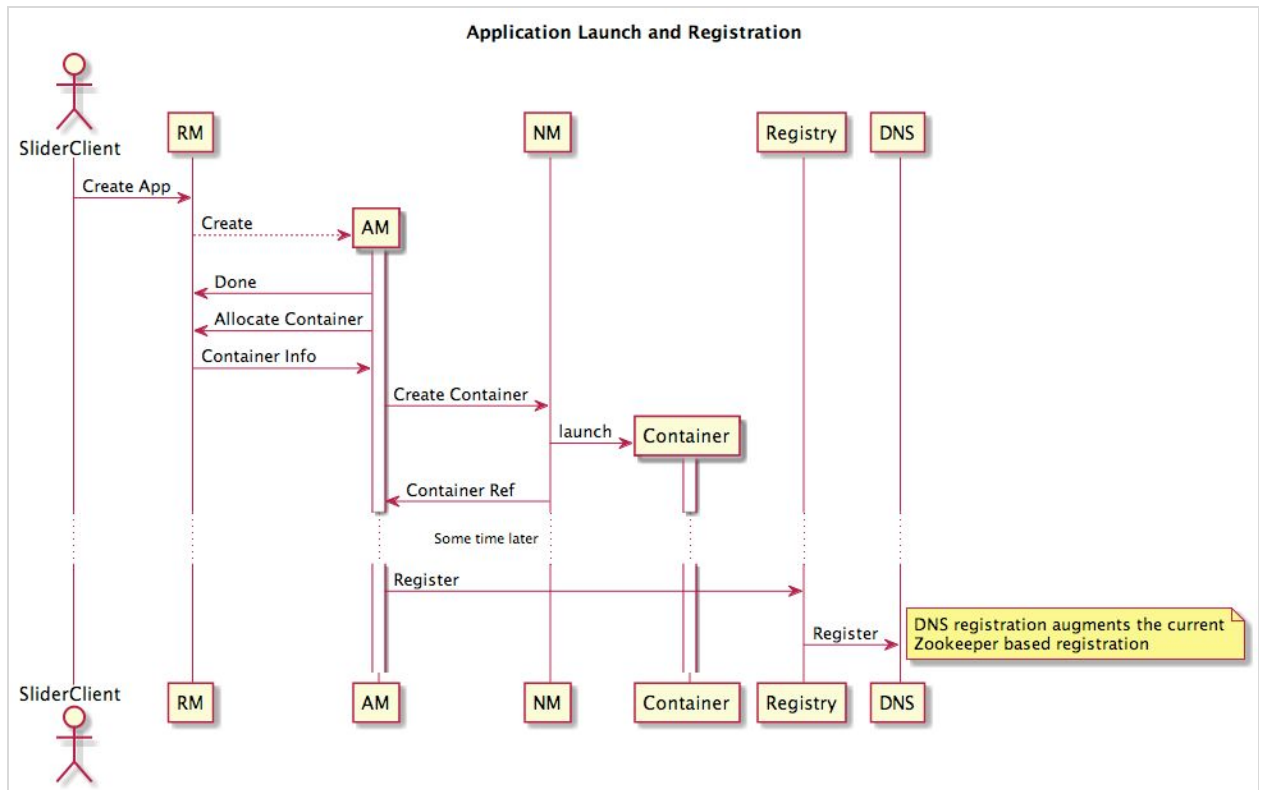 Application Launch and Registration
SliderClient
RM
NM
Registry
DNS
Create App
Create
AM
Done
Allocate Container
Container Info
Create Container
launch
Container
Container Ref
Some time later
Register
Register
DNS registration augments the current
Zookeeper based registration
SliderClient
RM
AM
NM
Container
Registry
DNS